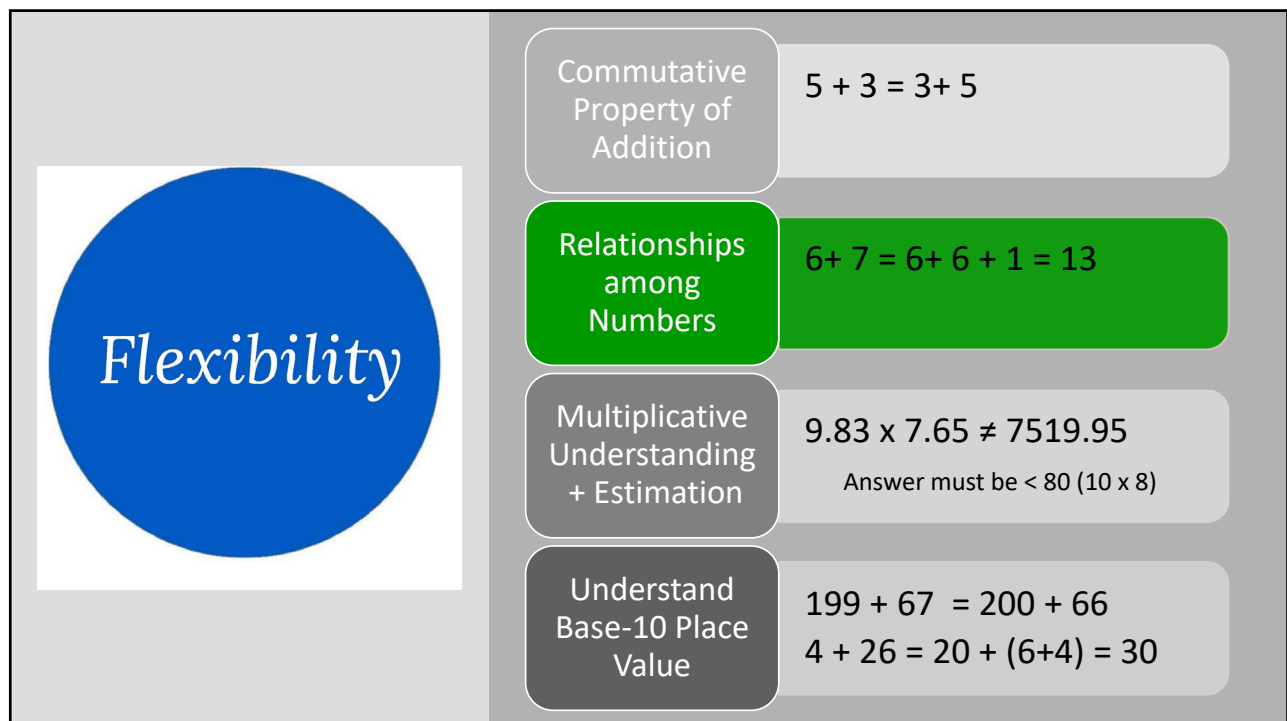 Flexibility
Commutative
Property of
Addition
5 + 3 = 3+ 5
Relationships
among
Numbers
6+ 7 = 6+ 6 + 1 = 13
Multiplicative
Understanding
+ Estimation
9.83 x 7.65 ≠ 7519.95
Answer must be < 80 (10 x 8)
Understand
Base-10 Place
Value
199 + 67  = 200 + 66
4 + 26 = 20 + (6+4) = 30